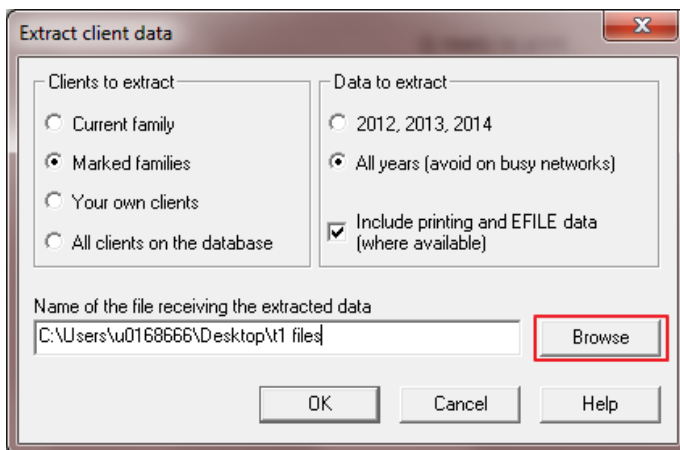 Extract client data
Clients to extract
Current family
Marked families
Your own clients
All clients on the database
Data to extract
2012, 2013, 2014
All years (avoid on busy networks)
Include printing and EFILE data
(where available)
Name of the file receiving the extracted data
C:\Users\u0168666\Desktop\t1 files
Browse
OK
Cancel
Help